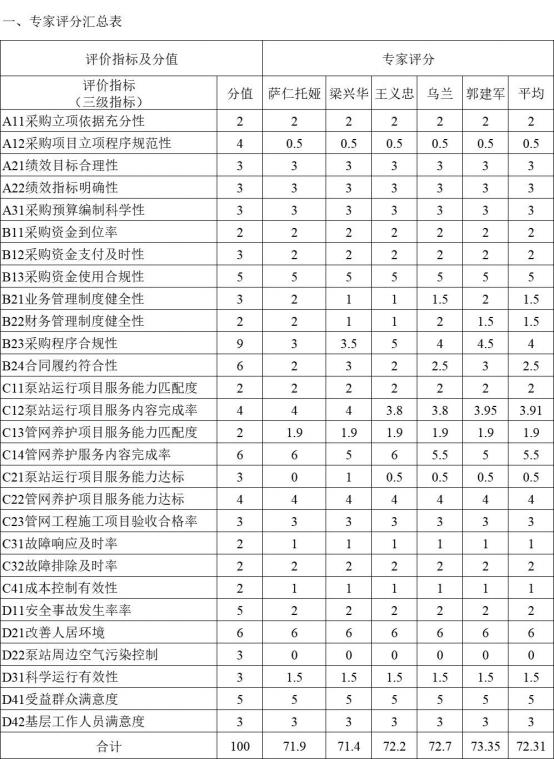 一、专家评分汇总表
评价指标及分值 专家评分
评价指标（三级指标） 分值 萨仁托娅 梁兴华 王义忠 乌兰 郭建军 平均
A11采购立项依据充分性 2 2 2 2 2 2 2
A12采购项目立项程序规范性 4 0.5 0.5 0.5 0.5 0.5 0.5
A21绩效目标合理性 3 3 3 3 3 3 3
A22绩效指标明确性 3 3 3 3 3 3 3
A31采购预算编制科学性 3 3 3 3 3 3 3
B11采购资金到位率 2 2 2 2 2 2 2
B12采购资金支付及时性 3 2 2 2 2 2 2
B13采购资金使用合规性 5 5 5 5 5 5 5
B21业务管理制度健全性 3 2 1 1 1.5 2 1.5
B22财务管理制度健全性 2 2 1 1 2 1.5 1.5
B23采购程序合规性 9 3 3.5 5 4 4.5 4
B24合同履约符合性 6 2 3 2 2.5 3 2.5
C11泵站运行项目服务能力匹配度 2 2 2 2 2 2 2
C12泵站运行项目服务内容完成率 4 4 4 3.8 3.8 3.95 3.91
C13管网养护项目服务能力匹配度 2 1.9 1.9 1.9 1.9 1.9 1.9
C14管网养护服务内容完成率 6 6 5 6 5.5 5 5.5
C21泵站运行项目服务能力达标 3 0 1 0.5 0.5 0.5 0.5
C22管网养护项目服务能力达标 4 4 4 4 4 4 4
C23管网工程施工项目验收合格率 3 3 3 3 3 3 3
C31故障响应及时率 2 1 1 1 1 1 1
C32故障排除及时率 2 2 2 2 2 2 2
C41成本控制有效性 2 1 1 1 1 1 1
D11安全事故发生率率 5 2 2 2 2 2 2
D21改善人居环境 6 6 6 6 6 6 6
D22泵站周边空气污染控制 3 0 0 0 0 0 0
D31科学运行有效性 3 1.5 1.5 1.5 1.5 1.5 1.5
D41受益群众满意度 5 5 5 5 5 5 5
D42基层工作人员满意度 3 3 3 3 3 3 3
合计 100 71.9 71.4 72.2 72.7 73.35 72.31